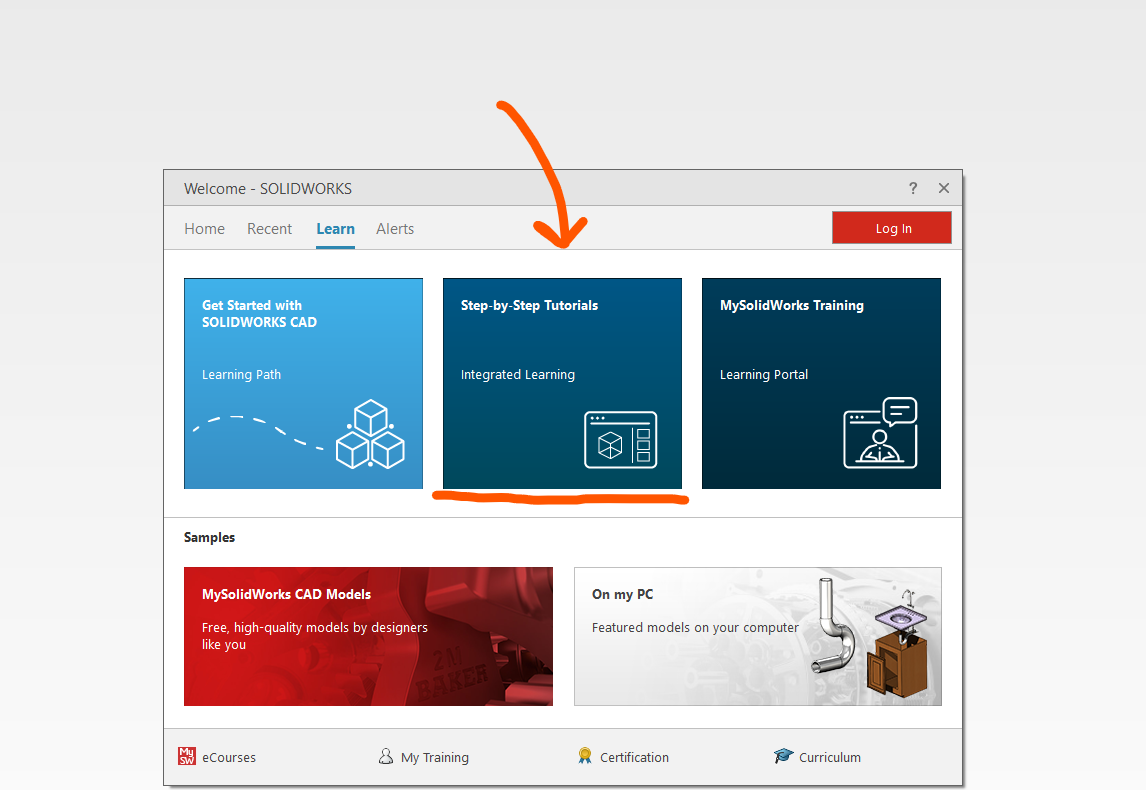 Welcome - SOLIDWORKS
?
Home
Recent
Learn
Alerts
Log In
Get Started with
SOLIDWORKS CAD
Learning Path
Step-by-Step Tutorials
Integrated Learning
MySolidWorks Training
Learning Portal
Samples
MySolidWorks CAD Models
Free, high-quality models by designers
like you
2M
BAKER
On my PC
Featured models on your computer
My
SW
eCourses
My Training
Certification
Curriculum